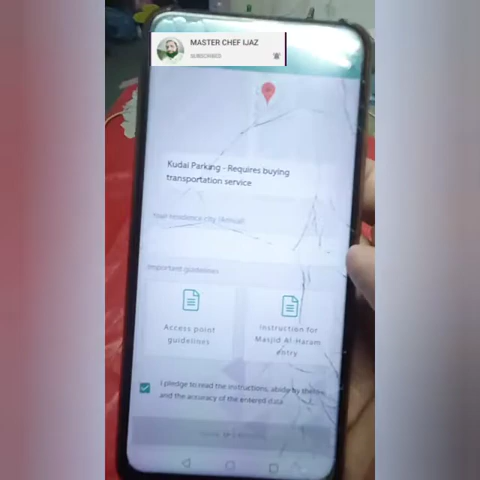 MASTER CHEF IJAZ
SUBSCRIBED
Kudai Parking - Requires buying
transportation service
Your residence city (Arrival)
Important guidelines
Access point
guidelines
Instruction for
Masjid Al-Haram
entry
I pledge to read the instructions, abide by them
and the accuracy of the entered data